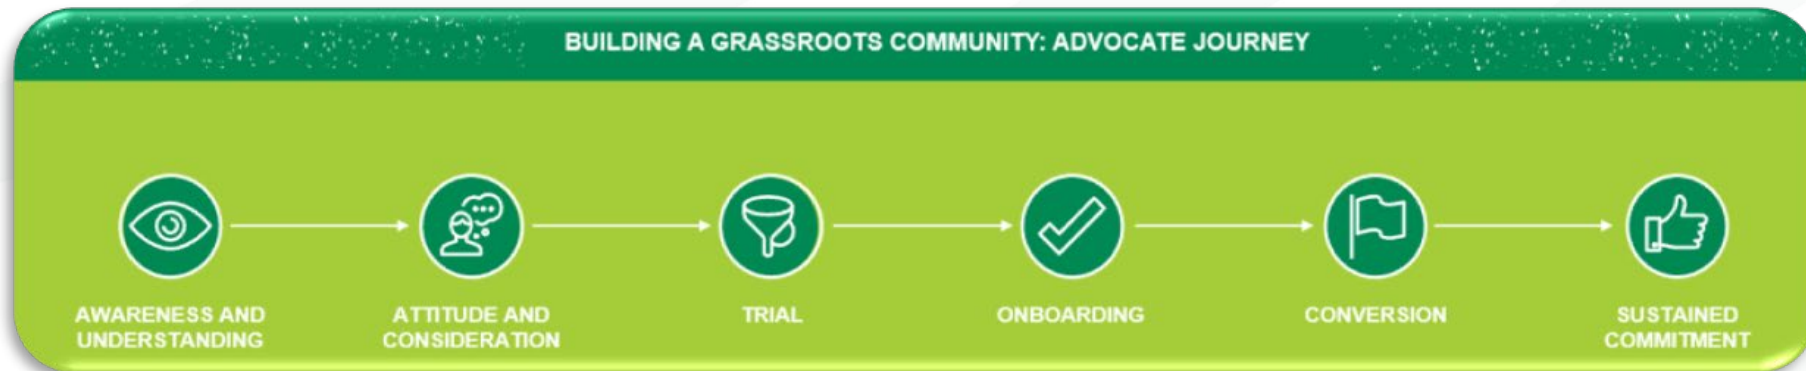 BUILDING A GRASSROOTS COMMUNITY: ADVOCATE JOURNEY
AWARENESS AND
UNDERSTANDING
ATTITUDE AND
CONSIDERATION
TRIAL
ONBOARDING
CONVERSION
SUSTAINED
COMMITMENT